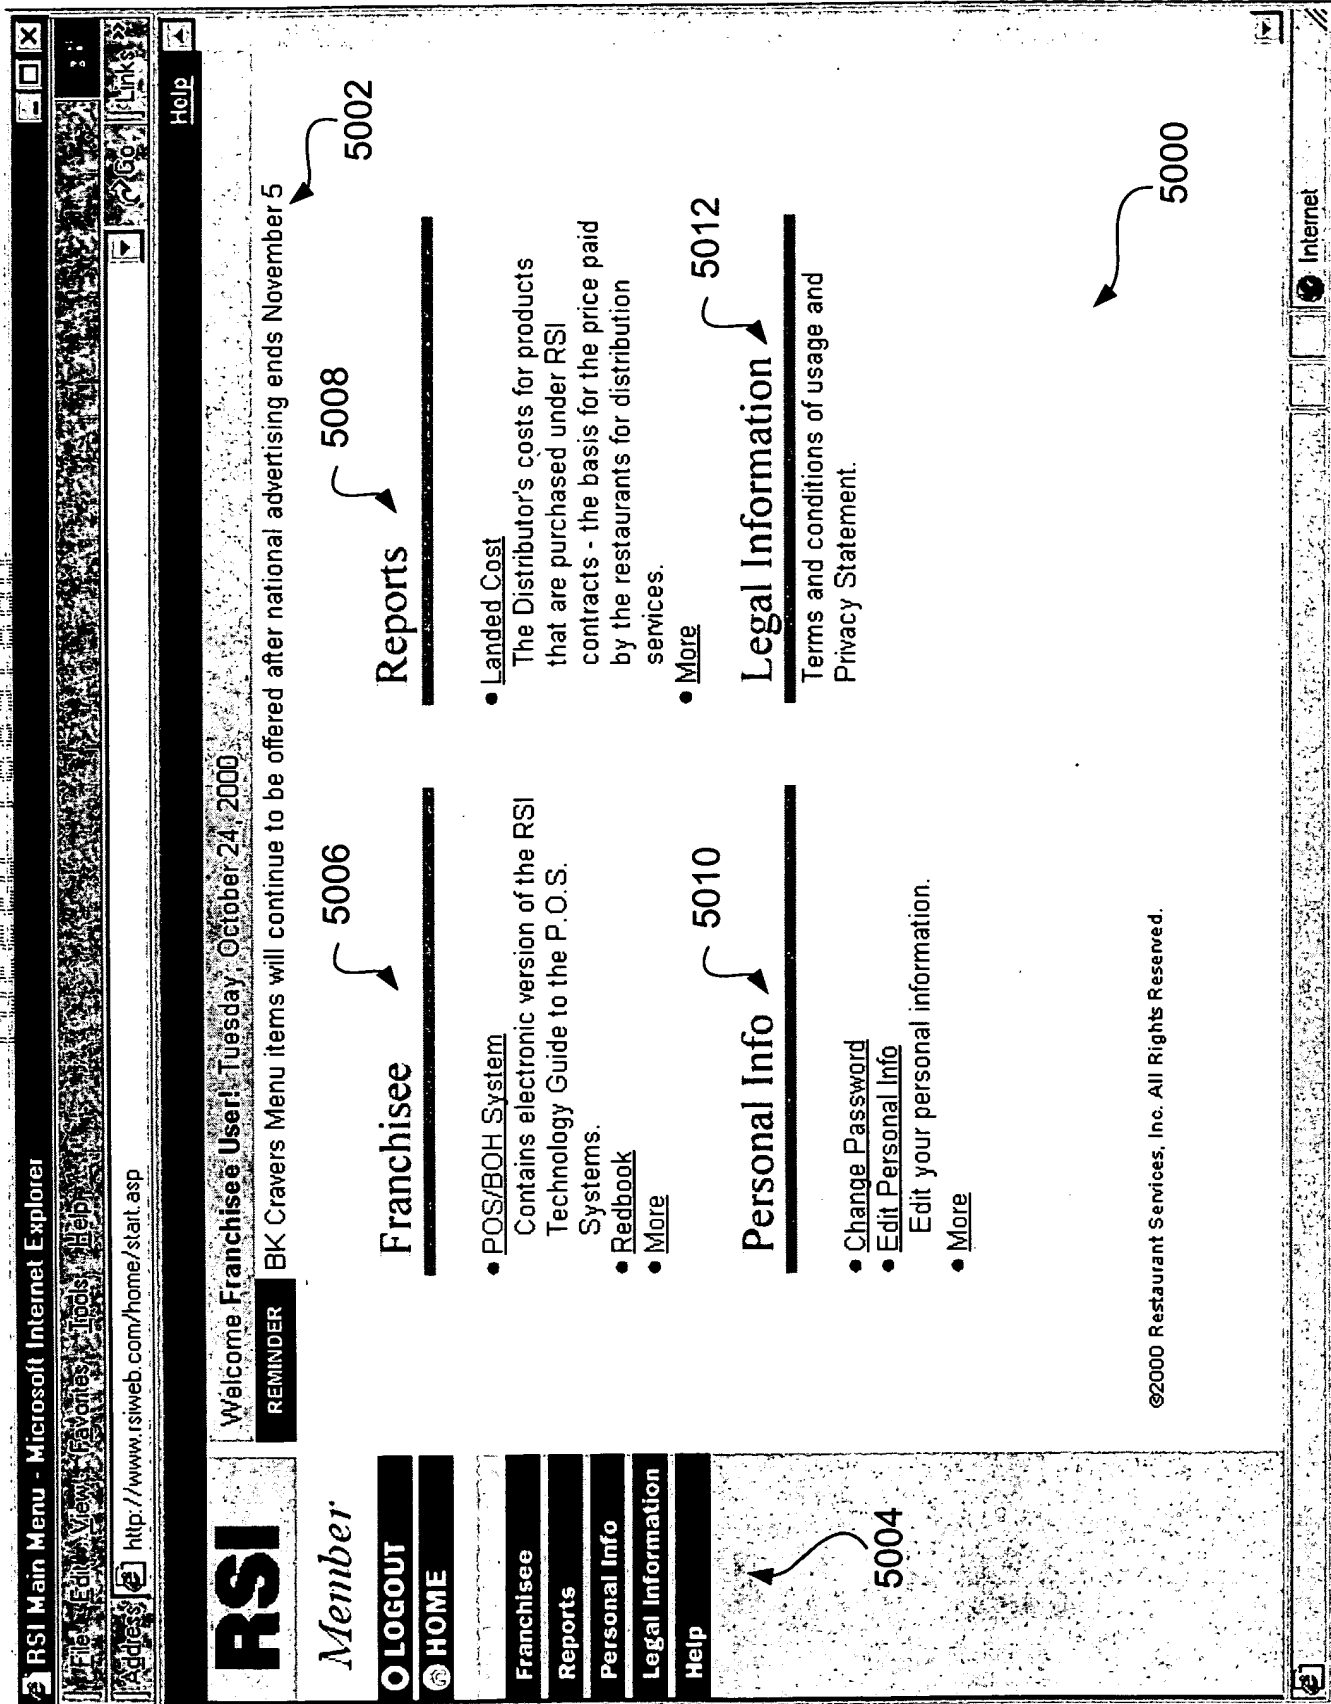 RSI Main Menu - Microsoft Internet Explorer
File Edit View Favorites Tools Help
Address http://www.rsiweb.com/home/start.asp Go Links »
Help
RSI
Welcome Franchisee User! Tuesday, October 24, 2000
REMINDER BK Cravers Menu items will continue to be offered after national advertising ends November 5
5002
Member
LOGOUT
HOME
Franchisee
Reports
Personal Info
Legal Information
Help
5004
5006
Franchisee
• POS/BOH System
Contains electronic version of the RSI
Technology Guide to the P.O.S.
Systems.
• Redbook
• More
5008
Reports
• Landed Cost
The Distributor's costs for products
that are purchased under RSI
contracts - the basis for the price paid
by the restaurants for distribution
services.
• More
5010
Personal Info
• Change Password
• Edit Personal Info
Edit your personal information.
• More
5012
Legal Information
Terms and conditions of usage and
Privacy Statement.
5000
©2000 Restaurant Services, Inc. All Rights Reserved.
Internet